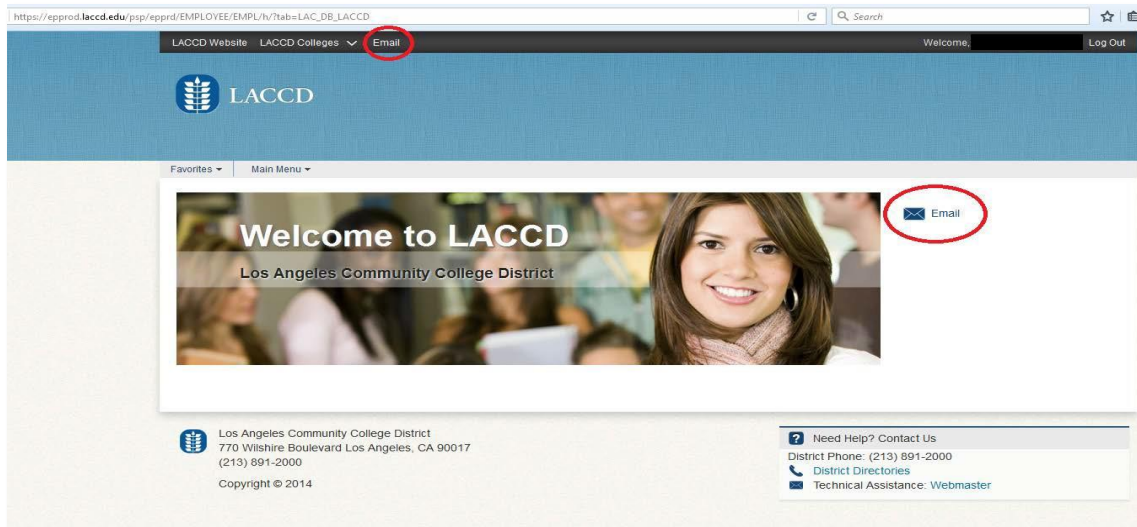 https://epprod.laccd.edu/psp/epprd/EMPLOYEE/EMPL/h/?tab=LAC_DB_LACCD
Search
LACCD Website LACCD Colleges Email Welcome, Log Out
LACCD
Favorites Main Menu
Welcome to LACCD
Los Angeles Community College District
Email
Los Angeles Community College District
770 Wilshire Boulevard Los Angeles, CA 90017
(213) 891-2000
Copyright © 2014
? Need Help? Contact Us
District Phone: (213) 891-2000
District Directories
Technical Assistance: Webmaster